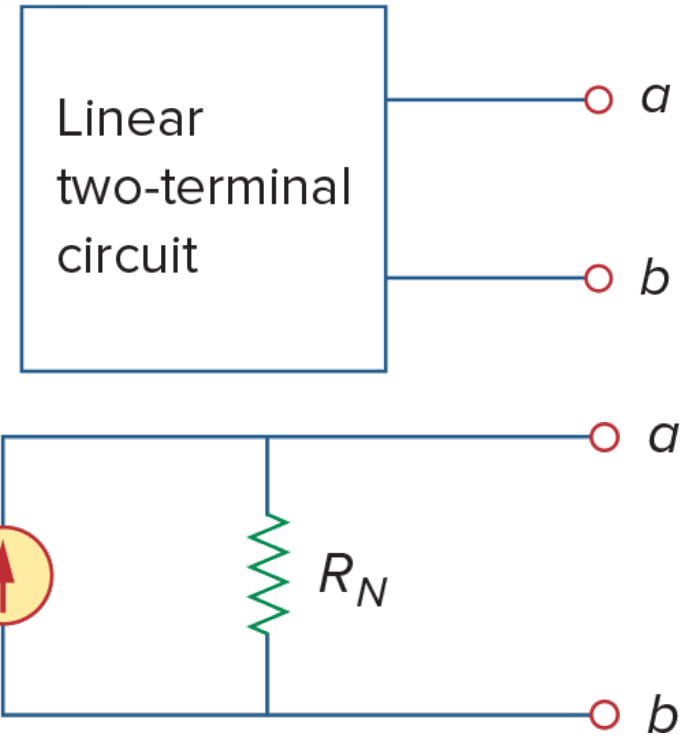 Linear
two-terminal
circuit
a
b
a
R_N
b